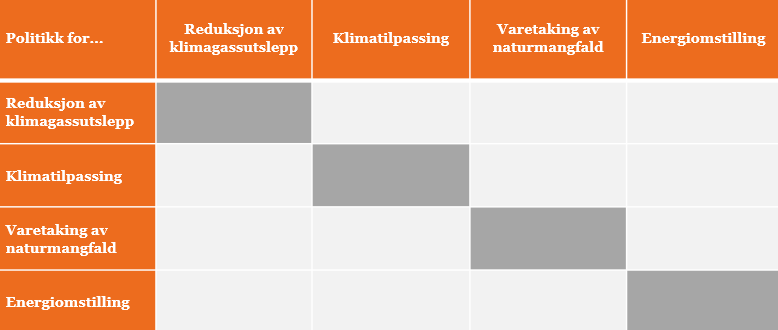 Politikk for...
Reduksjon av
klimagassutslepp
Klimatilpassing
Varetaking av
naturmangfald
Energiomstilling
Reduksjon av
klimagassutslepp
Klimatilpassing
Varetaking av
naturmangfald
Energiomstilling